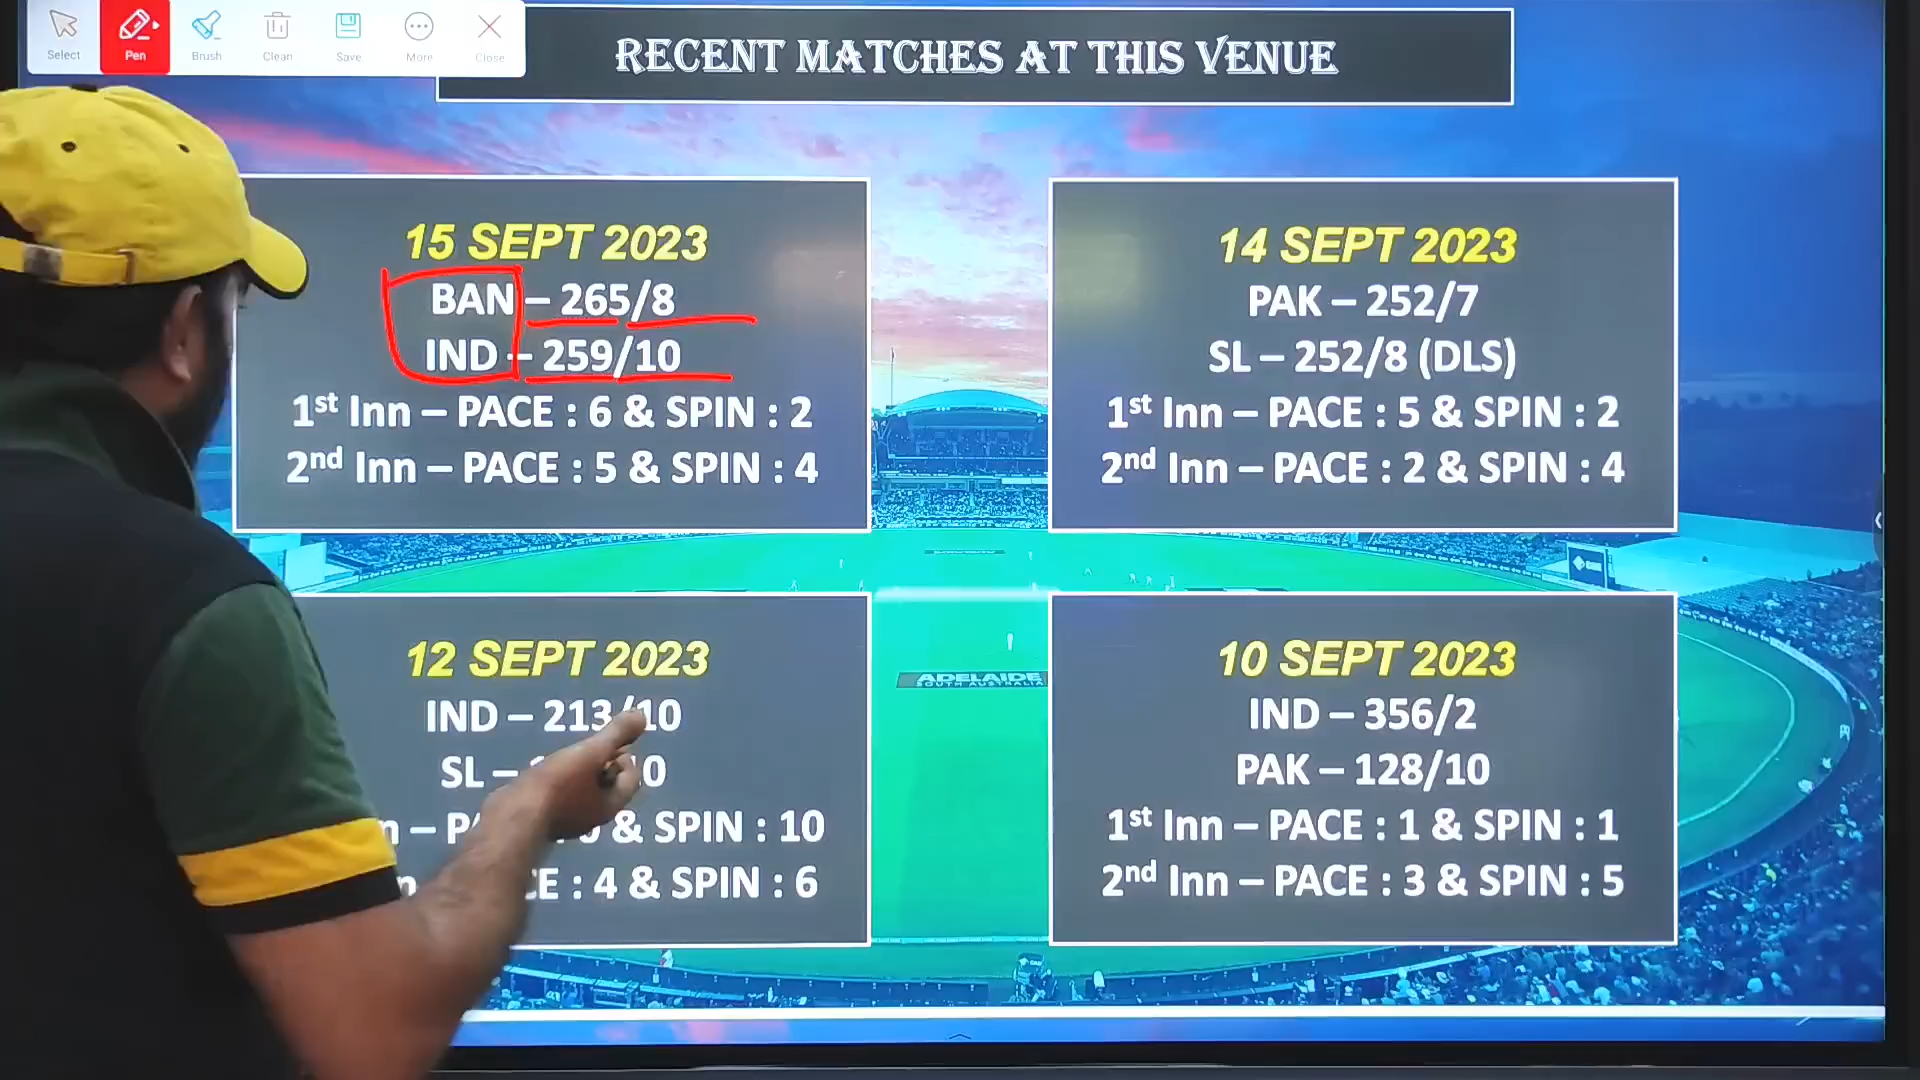 Select
Pen
Brush
Clean
Save
More
Close
RECENT MATCHES AT THIS VENUE
15 SEPT 2023
BAN – 265/8
IND – 259/10
1st Inn – PACE : 6 & SPIN : 2
2nd Inn – PACE : 5 & SPIN : 4
14 SEPT 2023
PAK – 252/7
SL – 252/8 (DLS)
1st Inn – PACE : 5 & SPIN : 2
2nd Inn – PACE : 2 & SPIN : 4
12 SEPT 2023
IND – 213/10
SL –
& SPIN : 10
: 4 & SPIN : 6
10 SEPT 2023
IND – 356/2
PAK – 128/10
1st Inn – PACE : 1 & SPIN : 1
2nd Inn – PACE : 3 & SPIN : 5
ADELAIDE
SOUTH AUSTRALIA